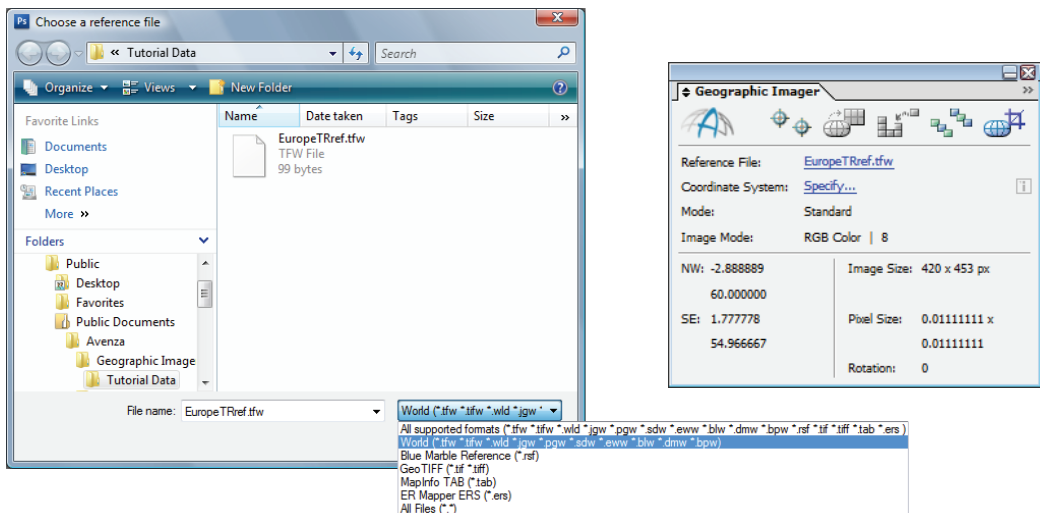 Ps Choose a reference file
« Tutorial Data
Search
Organize Views New Folder
Favorite Links
Documents
Desktop
Recent Places
More »
Folders
Public
Desktop
Favorites
Public Documents
Avenza
Geographic Image
Tutorial Data
Name Date taken Tags Size »
EuropeTRref.tfw
TFW File
99 bytes
File name: EuropeTRref.tfw World (*.tfw *.tifw *.wld *.jgw *
All supported formats (*.tfw *.tifw *.wld *.jgw *.pgw *.sdw *.eww *.blw *.dmw *.bpw *.rsf *.tif *.tiff *.tab *.ers )
World (*.tfw *.tifw *.wld *.jgw *.pgw *.sdw *.eww *.blw *.dmw *.bpw)
Blue Marble Reference (*.rsf)
GeoTIFF (*.tif *.tiff)
MapInfo TAB (*.tab)
ER Mapper ERS (*.ers)
All Files (*.*)
Geographic Imager »
Reference File: EuropeTRref.tfw
Coordinate System: Specify...
Mode: Standard
Image Mode: RGB Color | 8
NW: -2.888889
60.000000
SE: 1.777778
54.966667
Image Size: 420 x 453 px
Pixel Size: 0.01111111 x
0.01111111
Rotation: 0